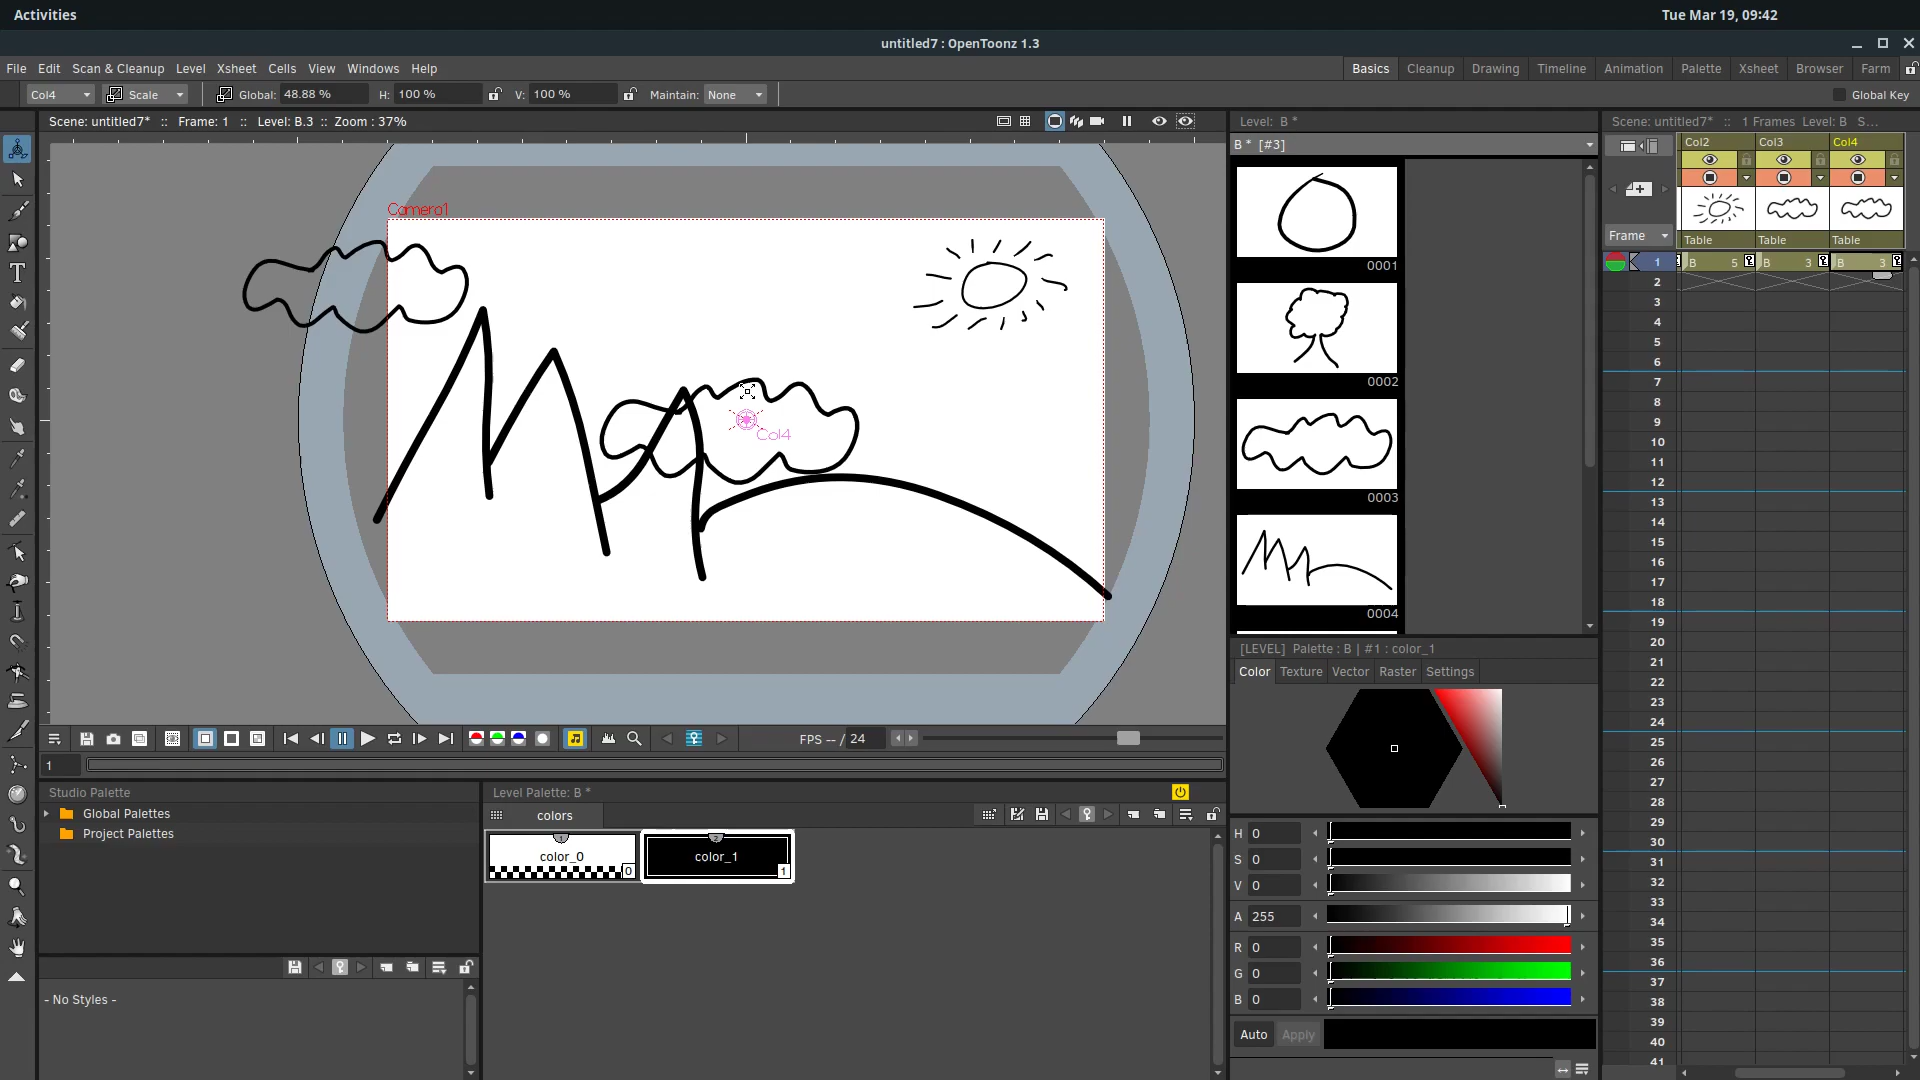 Activities
Tue Mar 19, 09:42
untitled7 : OpenToonz 1.3
File Edit Scan & Cleanup Level Xsheet Cells View Windows Help
Basics Cleanup Drawing Timeline Animation Palette Xsheet Browser Farm
Col4 Scale Global: 48.88 % H: 100 % V: 100 % Maintain: None Global Key
Scene: untitled7* :: Frame: 1 :: Level: B.3 :: Zoom : 37%
Level: B *
Scene: untitled7* :: 1 Frames Level: B S...
B * [#3]
Col2 Col3 Col4
Camera1
Col4
0001
0002
0003
0004
Frame
Table Table Table
1 B 5 B 3 B 3
2
3
4
5
6
7
8
9
10
11
12
13
14
15
16
17
18
19
20
21
22
23
24
25
26
27
28
29
30
31
32
33
34
35
36
37
38
39
40
41
[LEVEL] Palette : B | #1 : color_1
Color Texture Vector Raster Settings
FPS -- / 24
1
Studio Palette
Global Palettes
Project Palettes
- No Styles -
Level Palette: B *
colors
color_0 0
color_1 1
H 0
S 0
V 0
A 255
R 0
G 0
B 0
Auto Apply